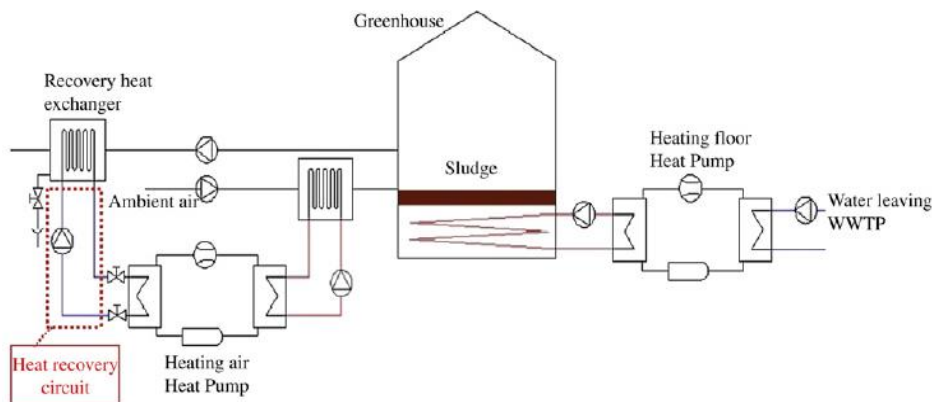 Greenhouse
Recovery heat
exchanger
Heating floor
Heat Pump
Sludge
Ambient air
Water leaving
WWTP
Heating air
Heat Pump
Heat recovery
circuit